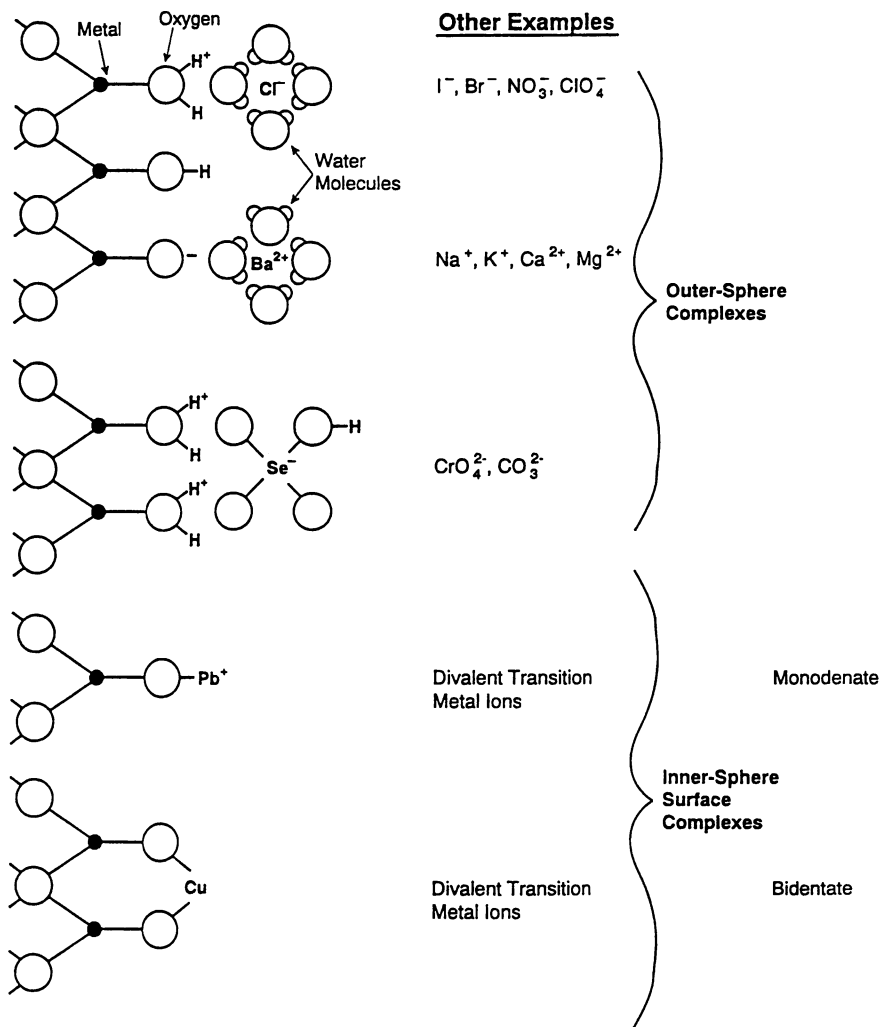 Other Examples
Metal
Oxygen
H⁺
H
Cl⁻
I⁻, Br⁻, NO₃⁻, ClO₄⁻
H
Water
Molecules
–
Ba²⁺
Na⁺, K⁺, Ca²⁺, Mg²⁺
Outer-Sphere
Complexes
H⁺
H
H
Se⁻
H⁺
H
CrO₄²⁻, CO₃²⁻
Pb⁺
Divalent Transition
Metal Ions
Monodenate
Inner-Sphere
Surface
Complexes
Cu
Divalent Transition
Metal Ions
Bidentate